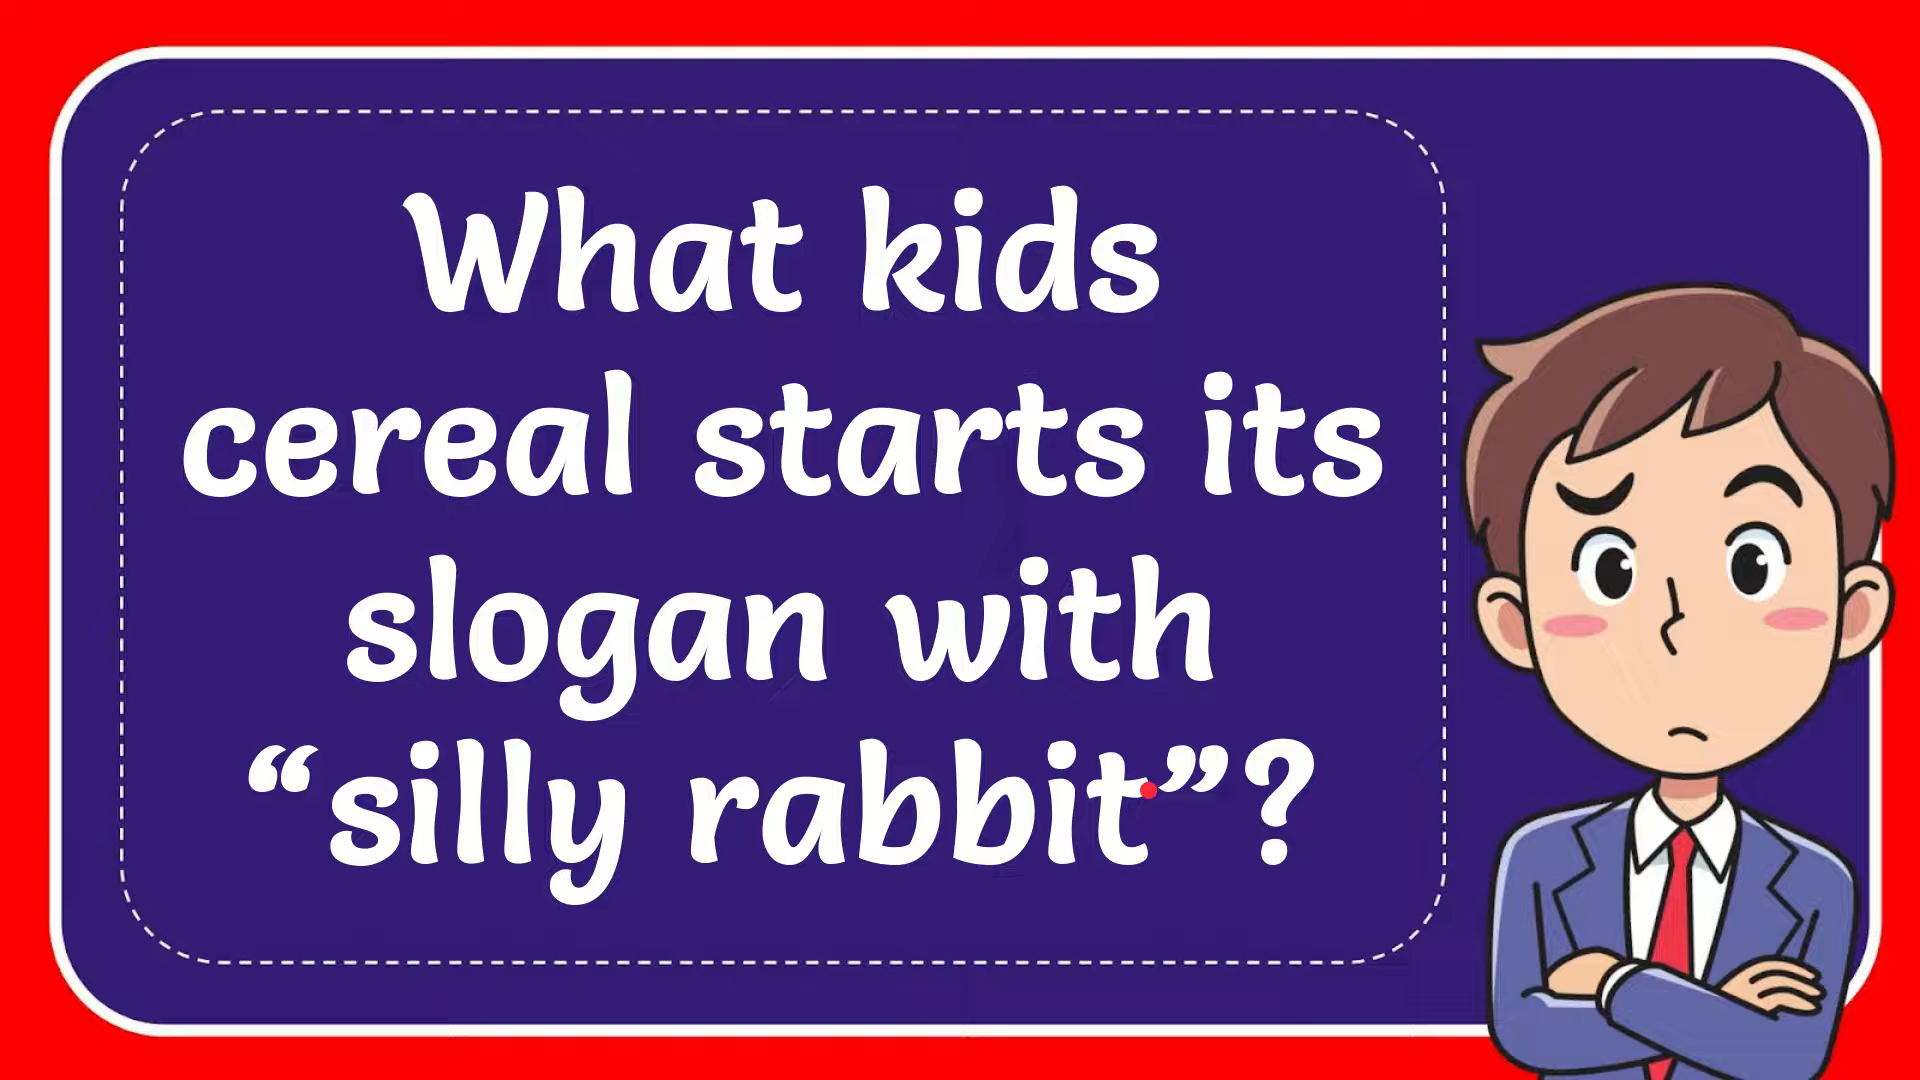 What kids
cereal starts its
slogan with
“silly rabbit”?